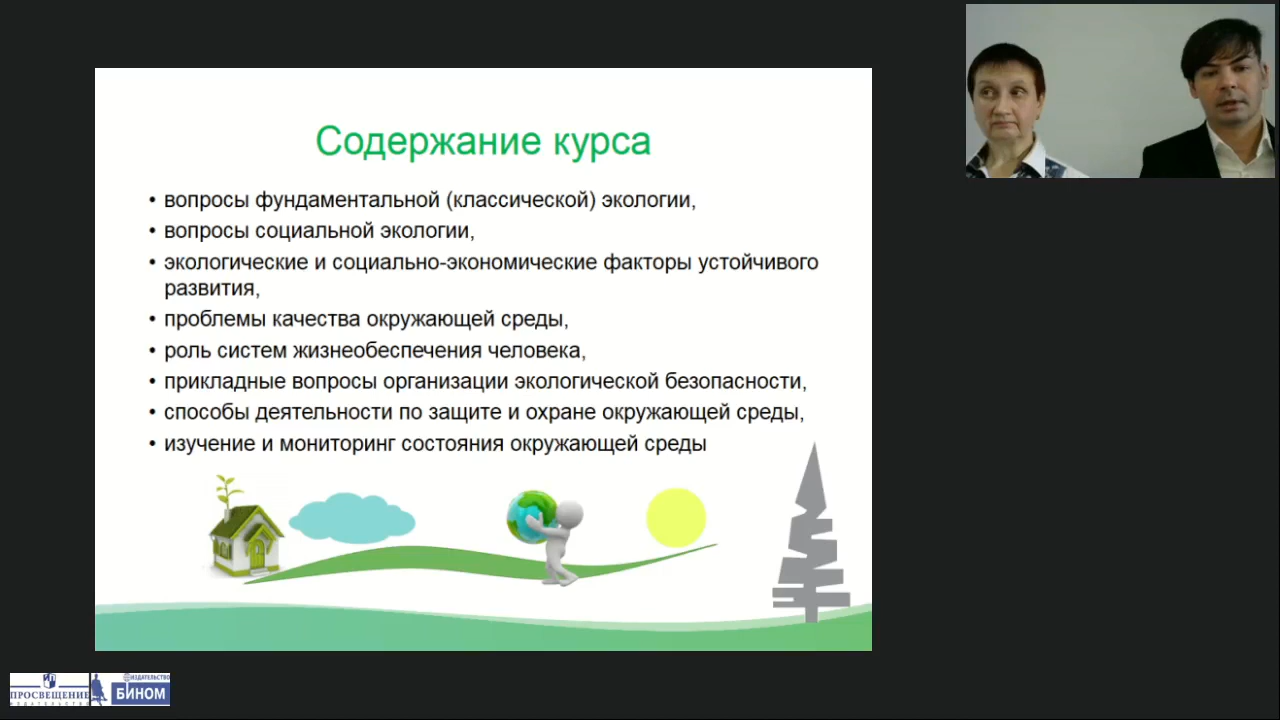 Содержание курса
• вопросы фундаментальной (классической) экологии,
• вопросы социальной экологии,
• экологические и социально-экономические факторы устойчивого
развития,
• проблемы качества окружающей среды,
• роль систем жизнеобеспечения человека,
• прикладные вопросы организации экологической безопасности,
• способы деятельности по защите и охране окружающей среды,
• изучение и мониторинг состояния окружающей среды
ПРОСВЕЩЕНИЕ
ИЗДАТЕЛЬСТВО
ИЗДАТЕЛЬСТВО
БИНОМ